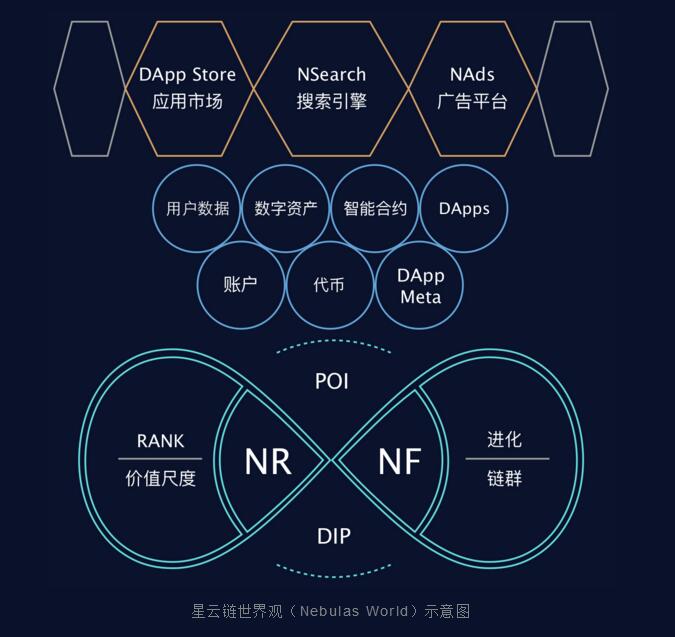 DApp Store
应用市场
NSearch
搜索引擎
NAds
广告平台
用户数据
数字资产
智能合约
DApps
账户
代币
DApp
Meta
POI
RANK
价值尺度
NR
NF
进化
链群
DIP
星云链世界观（Nebulas World）示意图